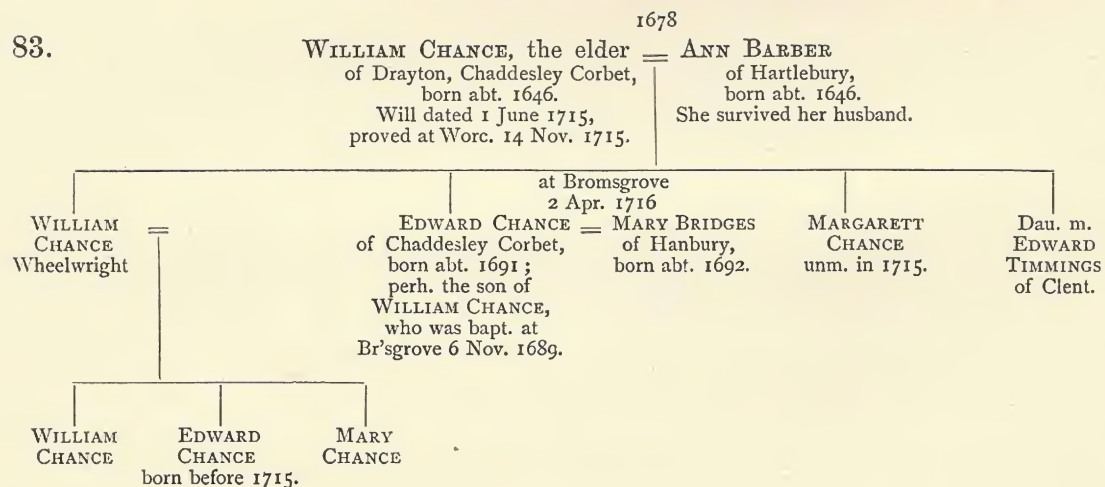 83.
1678
WILLIAM CHANCE, the elder = ANN BARBER
of Drayton, Chaddesley Corbet,
born abt. 1646.
Will dated 1 June 1715,
proved at Worc. 14 Nov. 1715.
of Hartlebury,
born abt. 1646.
She survived her husband.
WILLIAM =
CHANCE
Wheelwright
at Bromsgrove
2 Apr. 1716
EDWARD CHANCE = MARY BRIDGES
of Chaddesley Corbet,
born abt. 1691 ;
perh. the son of
WILLIAM CHANCE,
who was bapt. at
Br'sgrove 6 Nov. 1689.
of Hanbury,
born abt. 1692.
MARGARETT
CHANCE
unm. in 1715.
Dau. m.
EDWARD
TIMMINGS
of Clent.
WILLIAM
CHANCE
EDWARD
CHANCE
born before 1715.
MARY
CHANCE